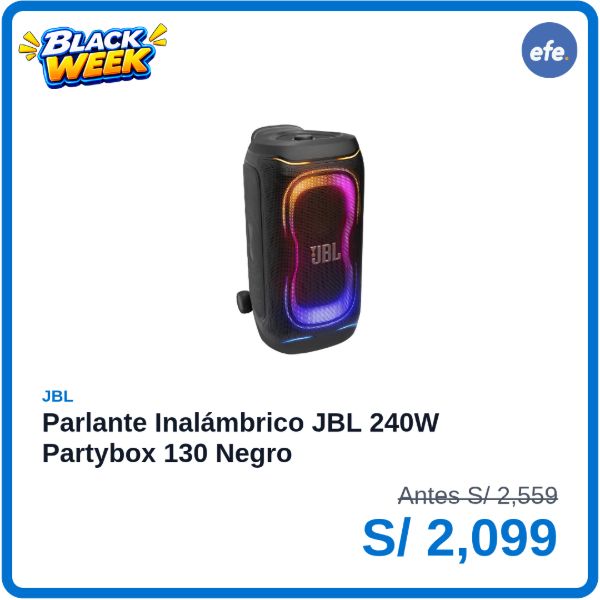 BLACK
WEEK
efe.
JBL
JBL
Parlante Inalámbrico JBL 240W
Partybox 130 Negro
Antes S/ 2,559
S/ 2,099